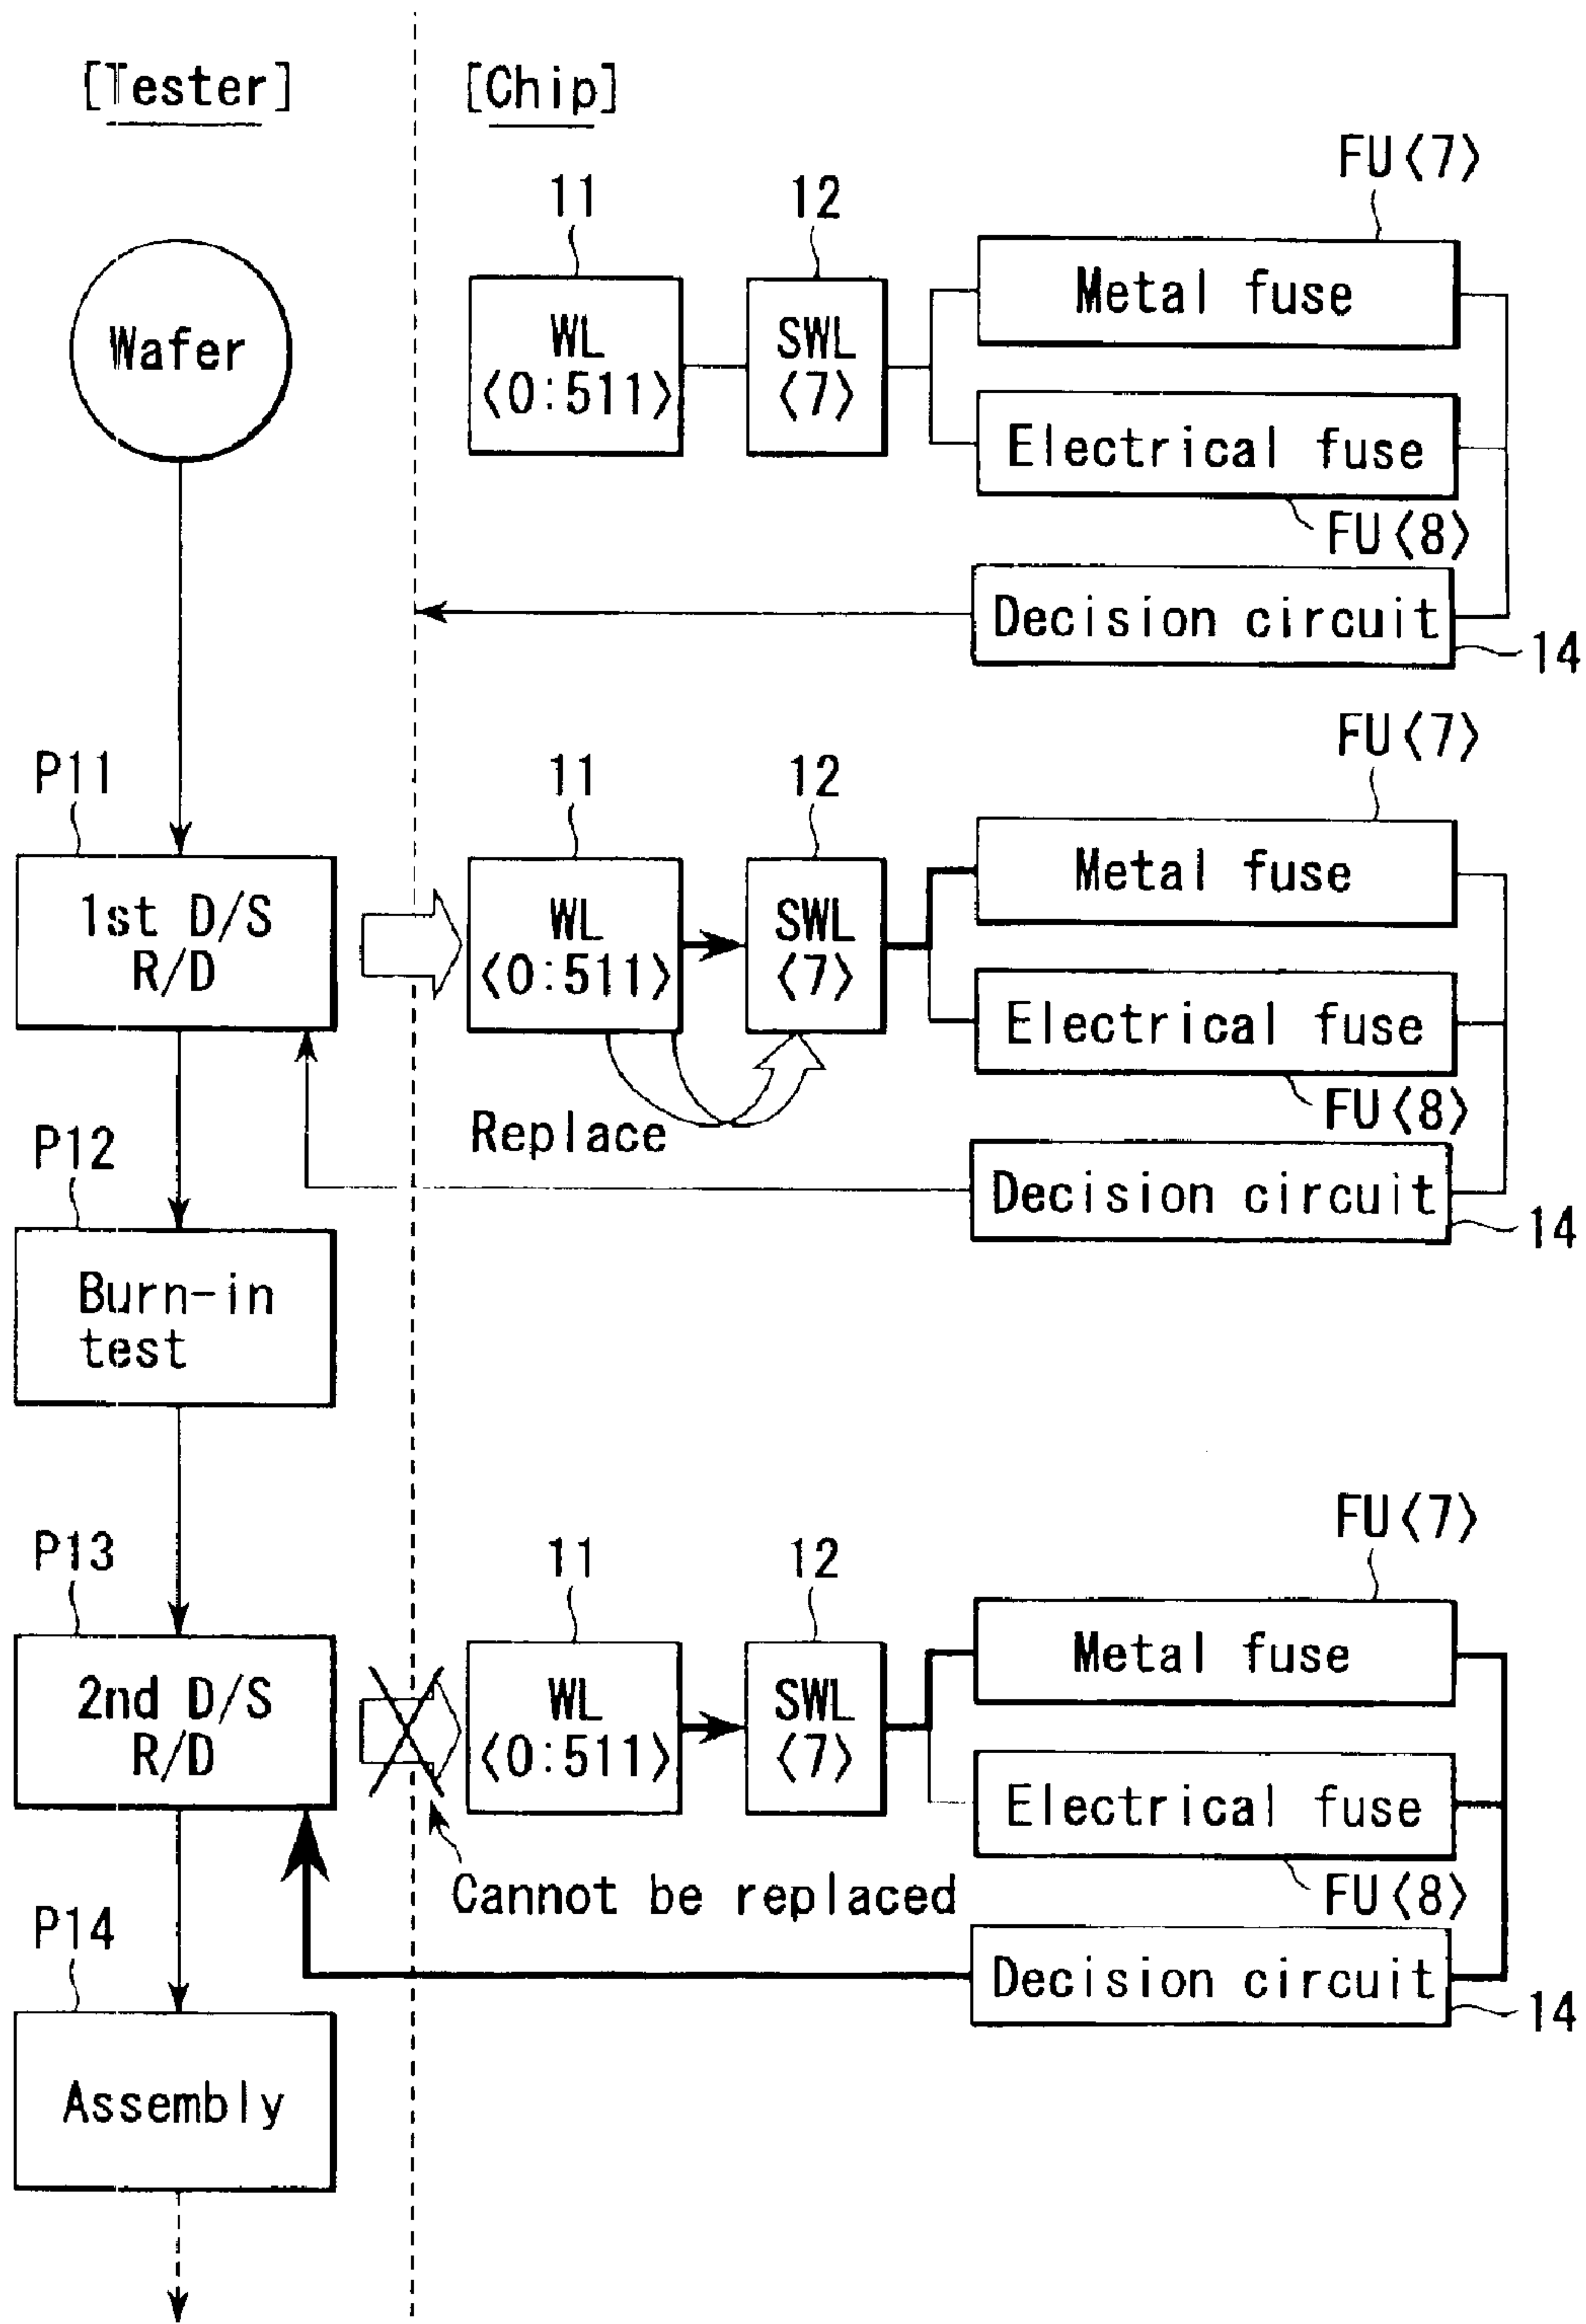 [Tester]
[Chip]
FU〈7〉
11
12
Wafer
WL
〈0:511〉
SWL
〈7〉
Metal fuse
Electrical fuse
FU〈8〉
Decision circuit
14
P11
11
12
FU〈7〉
1st D/S
R/D
WL
〈0:511〉
SWL
〈7〉
Metal fuse
Electrical fuse
FU〈8〉
Replace
Decision circuit
14
P12
Burn-in
test
P13
11
12
FU〈7〉
2nd D/S
R/D
WL
〈0:511〉
SWL
〈7〉
Metal fuse
Electrical fuse
FU〈8〉
Cannot be replaced
Decision circuit
14
P14
Assembly